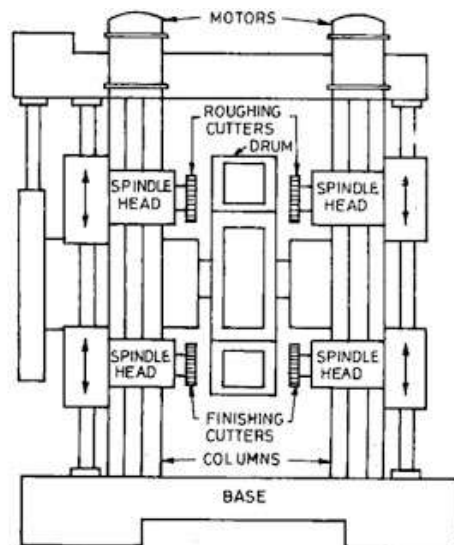 MOTORS
ROUGHING
CUTTERS
DRUM
SPINDLE
HEAD
SPINDLE
HEAD
SPINDLE
HEAD
SPINDLE
HEAD
FINISHING
CUTTERS
COLUMNS
BASE